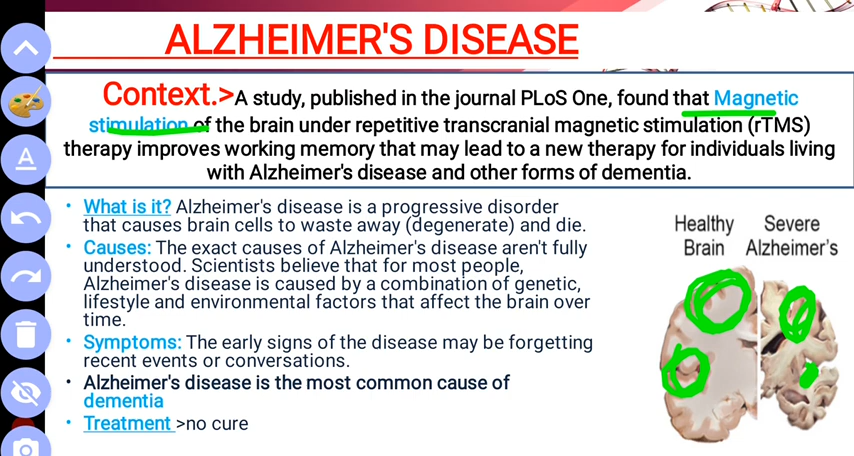 ALZHEIMER'S DISEASE
Context.>A study, published in the journal PLoS One, found that Magnetic
stimulation of the brain under repetitive transcranial magnetic stimulation (rTMS)
therapy improves working memory that may lead to a new therapy for individuals living
with Alzheimer's disease and other forms of dementia.
• What is it? Alzheimer's disease is a progressive disorder
that causes brain cells to waste away (degenerate) and die.
• Causes: The exact causes of Alzheimer's disease aren't fully
understood. Scientists believe that for most people,
Alzheimer's disease is caused by a combination of genetic,
lifestyle and environmental factors that affect the brain over
time.
• Symptoms: The early signs of the disease may be forgetting
recent events or conversations.
• Alzheimer's disease is the most common cause of
dementia
• Treatment >no cure
Healthy
Brain
Severe
Alzheimer's
A